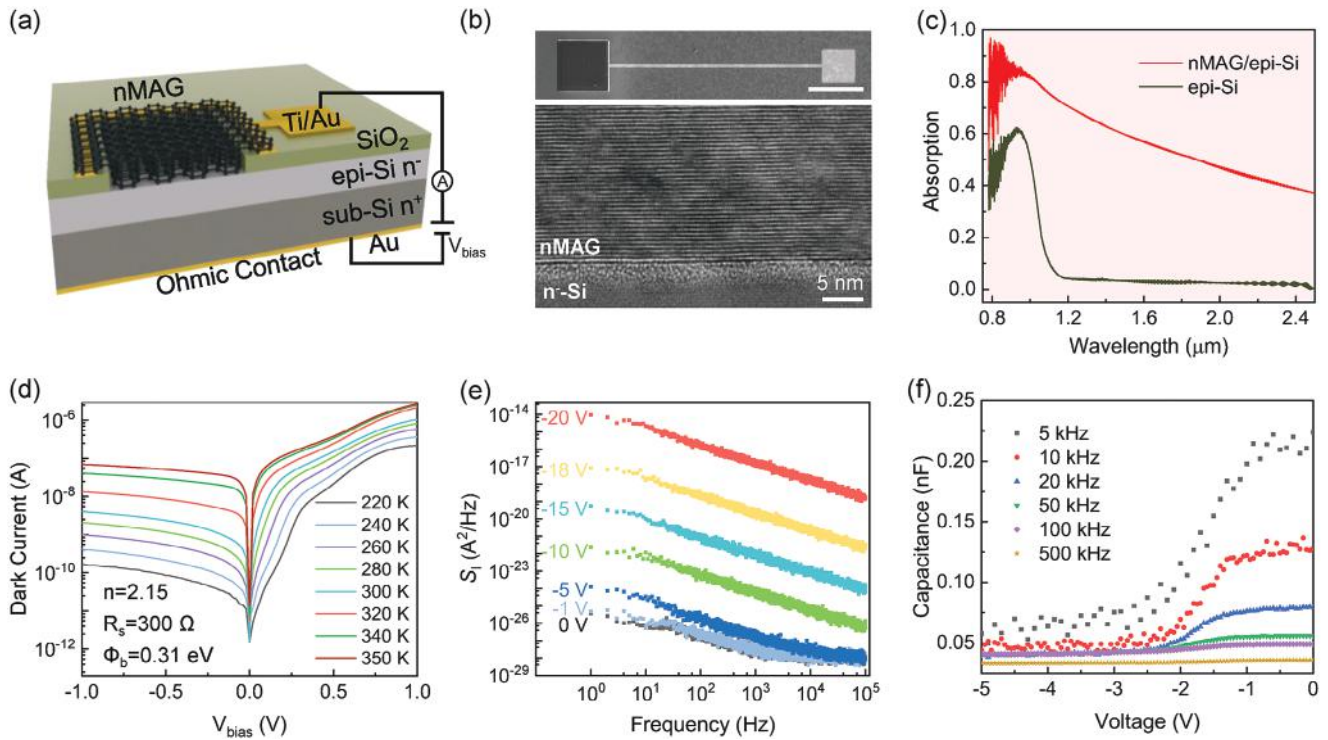 (a)
nMAG
Ti/Au
SiO2
epi-Si n-
sub-Si n+
Au
Ohmic Contact
A
Vbias
(b)
nMAG
n--Si
5 nm
(c)
Absorption
1.0
0.8
0.6
0.4
0.2
0.0
nMAG/epi-Si
epi-Si
0.8 1.2 1.6 2.0 2.4
Wavelength (μm)
(d)
Dark Current (A)
10-6
10-8
10-10
10-12
220 K
240 K
260 K
280 K
300 K
320 K
340 K
350 K
n=2.15
Rs=300 Ω
Φb=0.31 eV
-1.0 -0.5 0.0 0.5 1.0
Vbias (V)
(e)
SI (A2/Hz)
10-14
10-17
10-20
10-23
10-26
10-29
-20 V
-18 V
-15 V
-10 V
-5 V
-1 V
0 V
100 101 102 103 104 105
Frequency (Hz)
(f)
Capacitance (nF)
0.25
0.20
0.15
0.10
0.05
5 kHz
10 kHz
20 kHz
50 kHz
100 kHz
500 kHz
-5 -4 -3 -2 -1 0
Voltage (V)